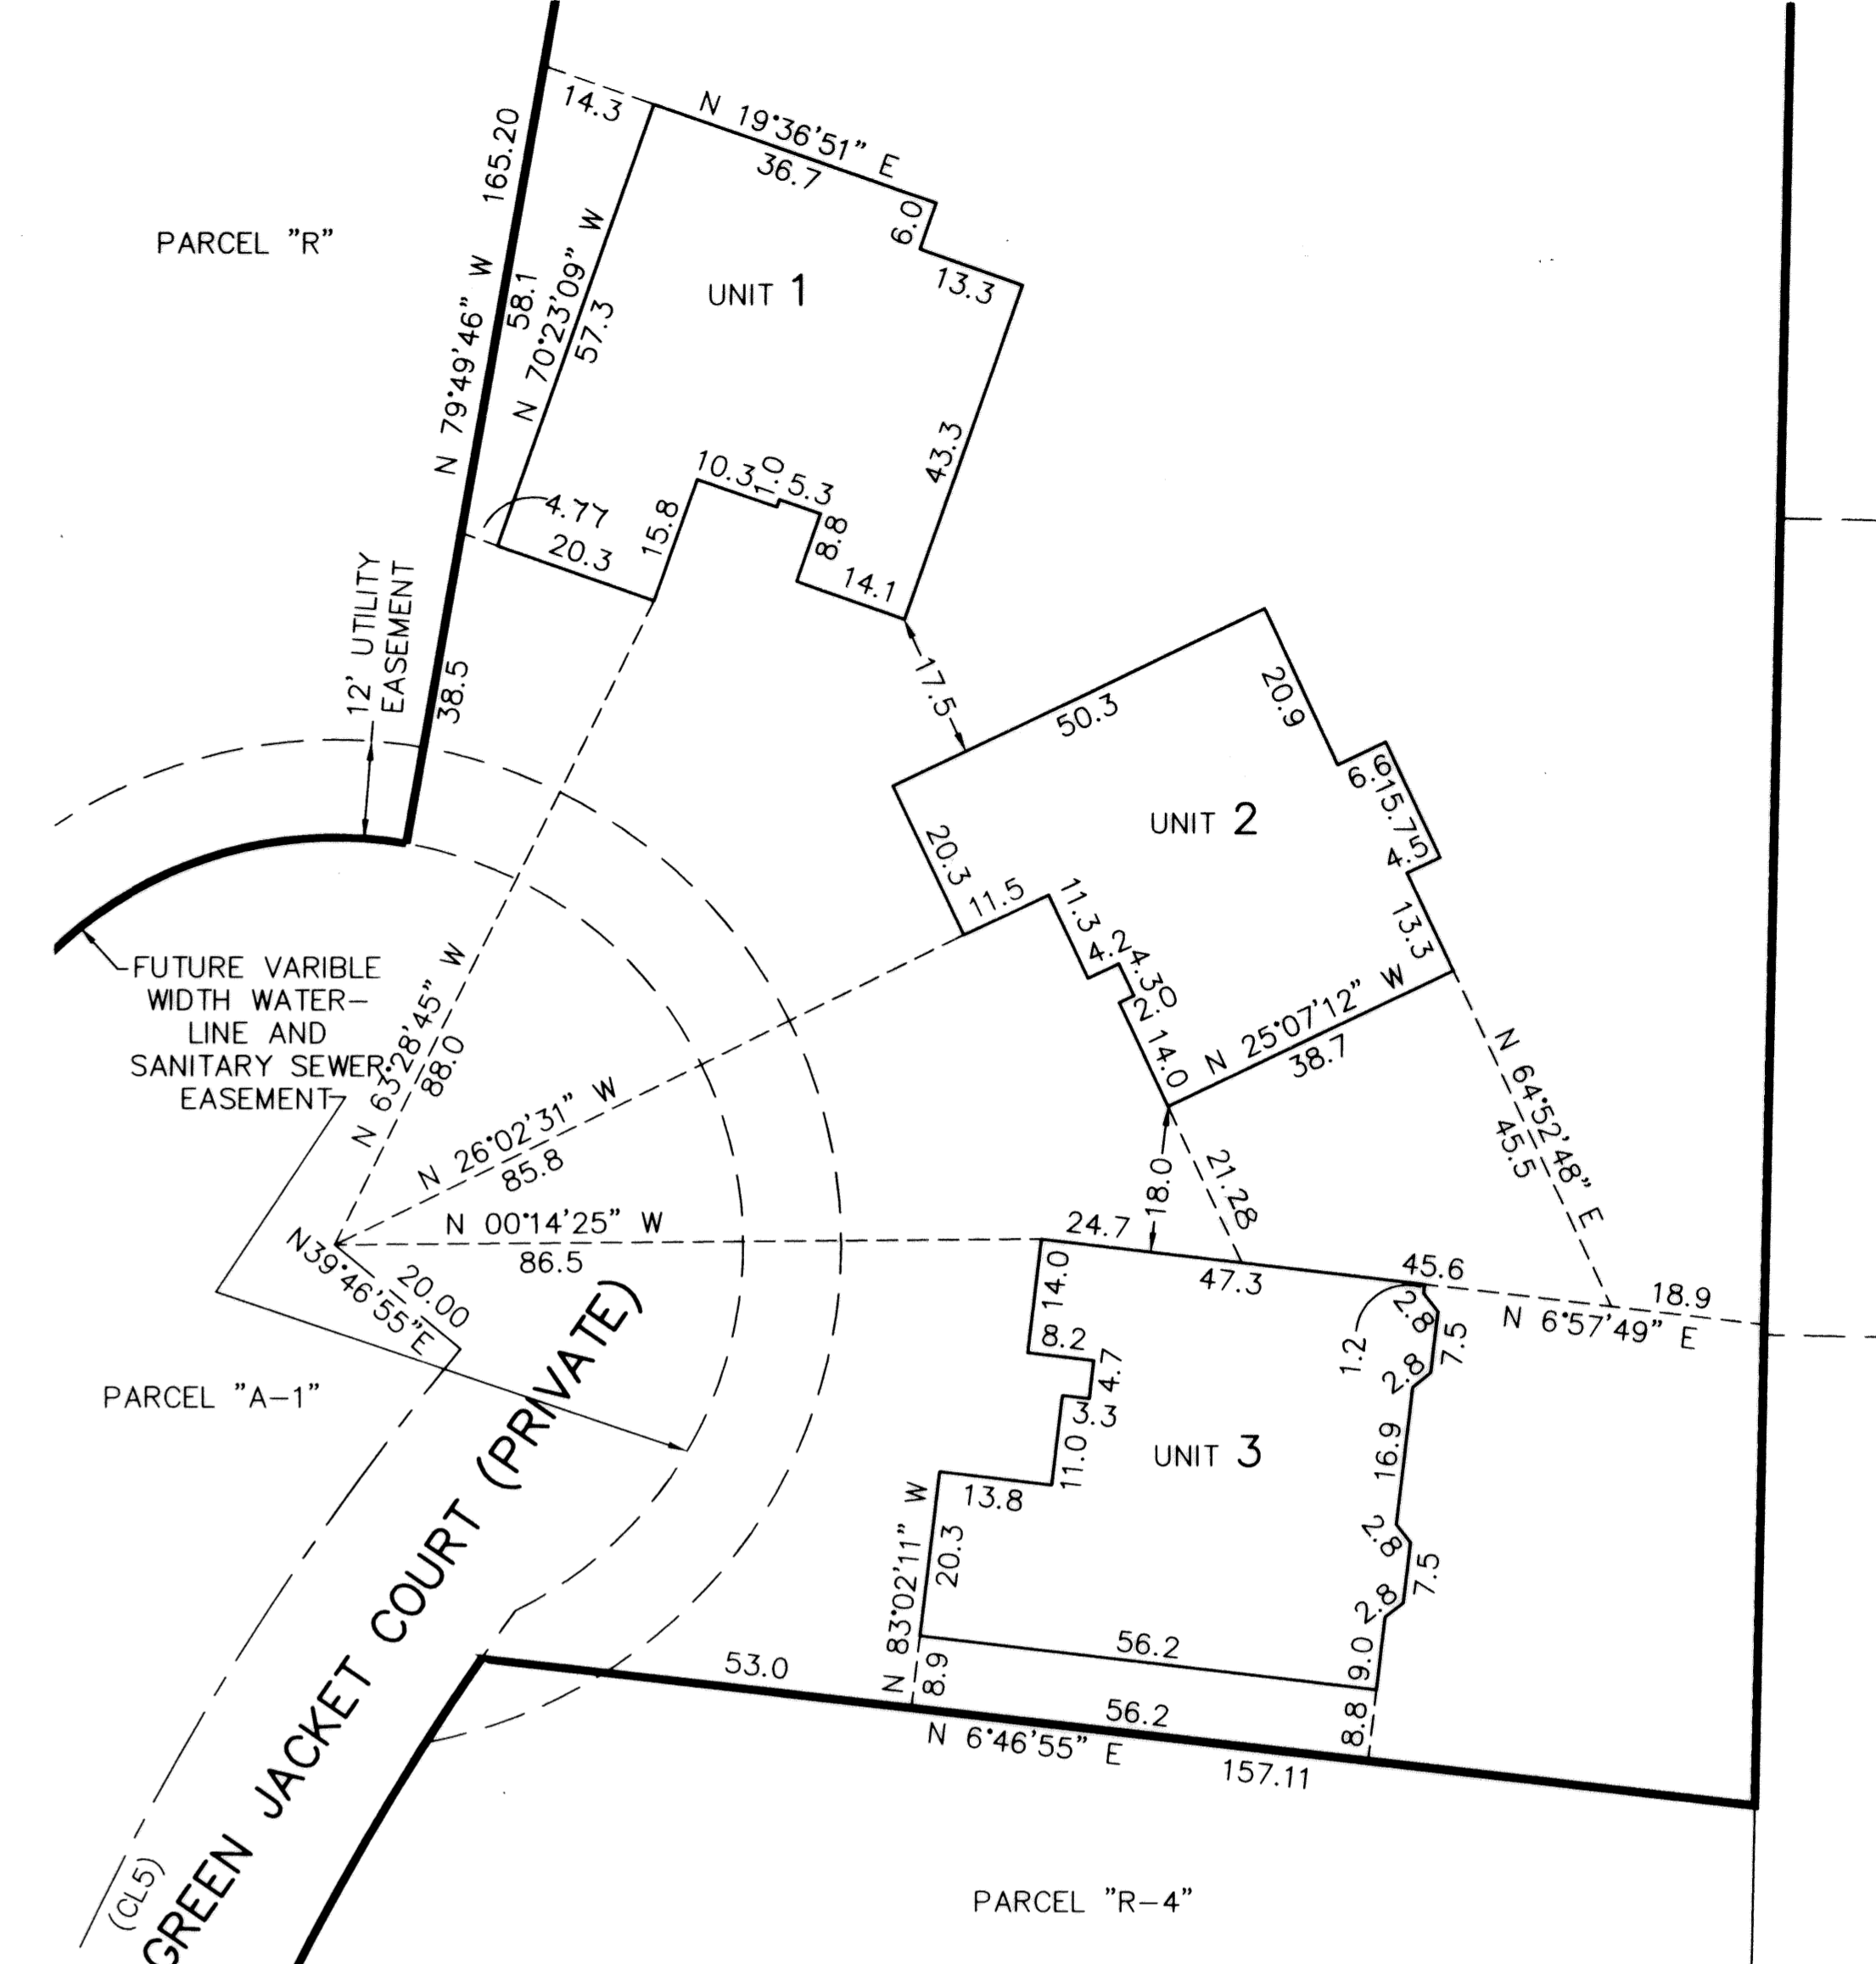 14.3
N 19°36'51" E
36.7
6.0
13.3
N 79°49'46" W 165.20
PARCEL "R"
58.1
N 70°23'09" W
57.3
UNIT 1
43.3
10.3
1.0
5.3
8.8
14.1
15.8
4.77
20.3
12' UTILITY
EASEMENT
38.5
17.5
50.3
20.9
6.6
15.75
4.5
13.3
UNIT 2
20.3
11.5
11.3
4.2
4.30
2.0
14.0
N 25°07'12" W
38.7
FUTURE VARIBLE
WIDTH WATER-
LINE AND
SANITARY SEWER
EASEMENT
N 63°28'45" W
88.0
N 26°02'31" W
85.8
N 00°14'25" W
86.5
N39°46'55"E
20.00
N 64°52'48" E
45.5
18.0
21.28
24.7
47.3
45.6
18.9
N 6°57'49" E
14.0
8.2
4.7
3.3
11.0
13.8
UNIT 3
1.2
2.8
7.5
2.8
16.9
2.8
7.5
2.8
9.0
PARCEL "A-1"
N 83°02'11" W
20.3
56.2
8.9
53.0
56.2
8.8
N 6°46'55" E
157.11
GREEN JACKET COURT (PRIVATE)
(CL5)
PARCEL "R-4"